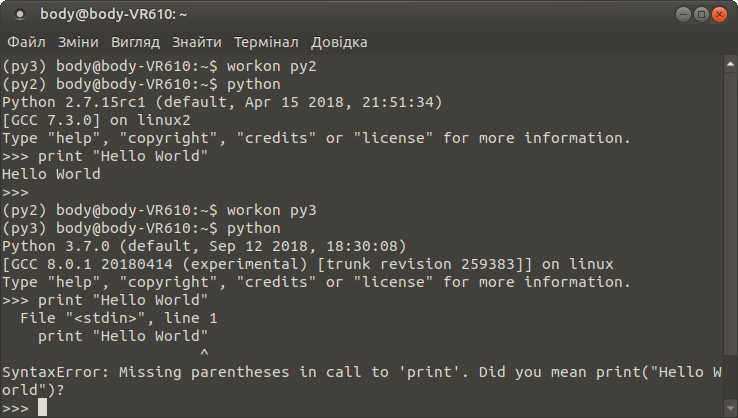 body@body-VR610: ~
Файл Зміни Вигляд Знайти Термінал Довідка
(py3) body@body-VR610:~$ workon py2
(py2) body@body-VR610:~$ python
Python 2.7.15rc1 (default, Apr 15 2018, 21:51:34)
[GCC 7.3.0] on linux2
Type "help", "copyright", "credits" or "license" for more information.
>>> print "Hello World"
Hello World
>>>
(py2) body@body-VR610:~$ workon py3
(py3) body@body-VR610:~$ python
Python 3.7.0 (default, Sep 12 2018, 18:30:08)
[GCC 8.0.1 20180414 (experimental) [trunk revision 259383]] on linux
Type "help", "copyright", "credits" or "license" for more information.
>>> print "Hello World"
  File "<stdin>", line 1
    print "Hello World"
                      ^
SyntaxError: Missing parentheses in call to 'print'. Did you mean print("Hello W
orld")?
>>>